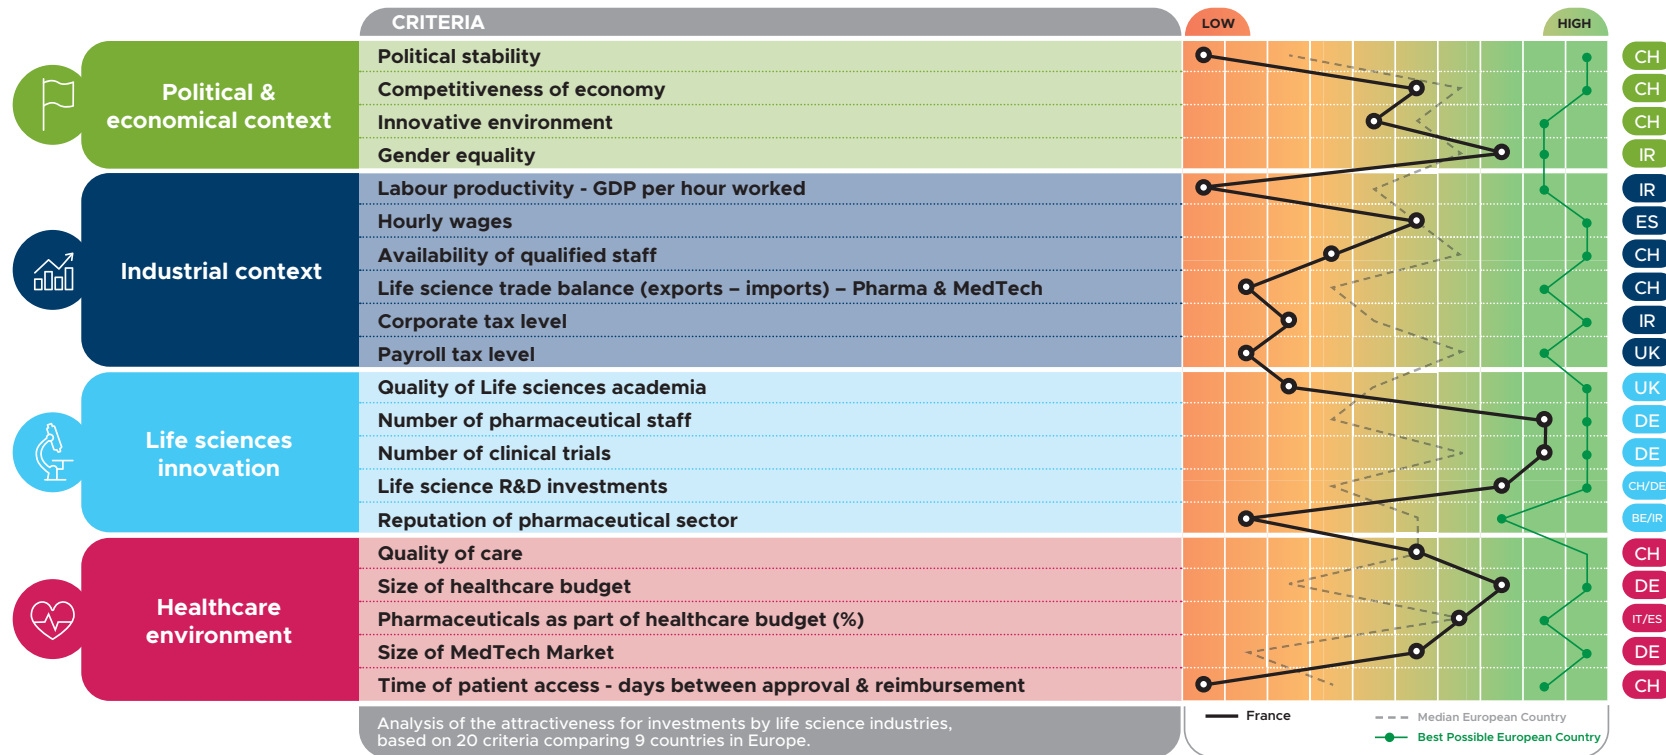 CRITERIA
LOW
HIGH
Political &
economical context
Political stability
CH
Competitiveness of economy
CH
Innovative environment
CH
Gender equality
IR
Industrial context
Labour productivity - GDP per hour worked
IR
Hourly wages
ES
Availability of qualified staff
CH
Life science trade balance (exports – imports) – Pharma & MedTech
CH
Corporate tax level
IR
Payroll tax level
UK
Life sciences
innovation
Quality of Life sciences academia
UK
Number of pharmaceutical staff
DE
Number of clinical trials
DE
Life science R&D investments
CH/DE
Reputation of pharmaceutical sector
BE/IR
Healthcare
environment
Quality of care
CH
Size of healthcare budget
DE
Pharmaceuticals as part of healthcare budget (%)
IT/ES
Size of MedTech Market
DE
Time of patient access - days between approval & reimbursement
CH
Analysis of the attractiveness for investments by life science industries,
based on 20 criteria comparing 9 countries in Europe.
France
Median European Country
Best Possible European Country